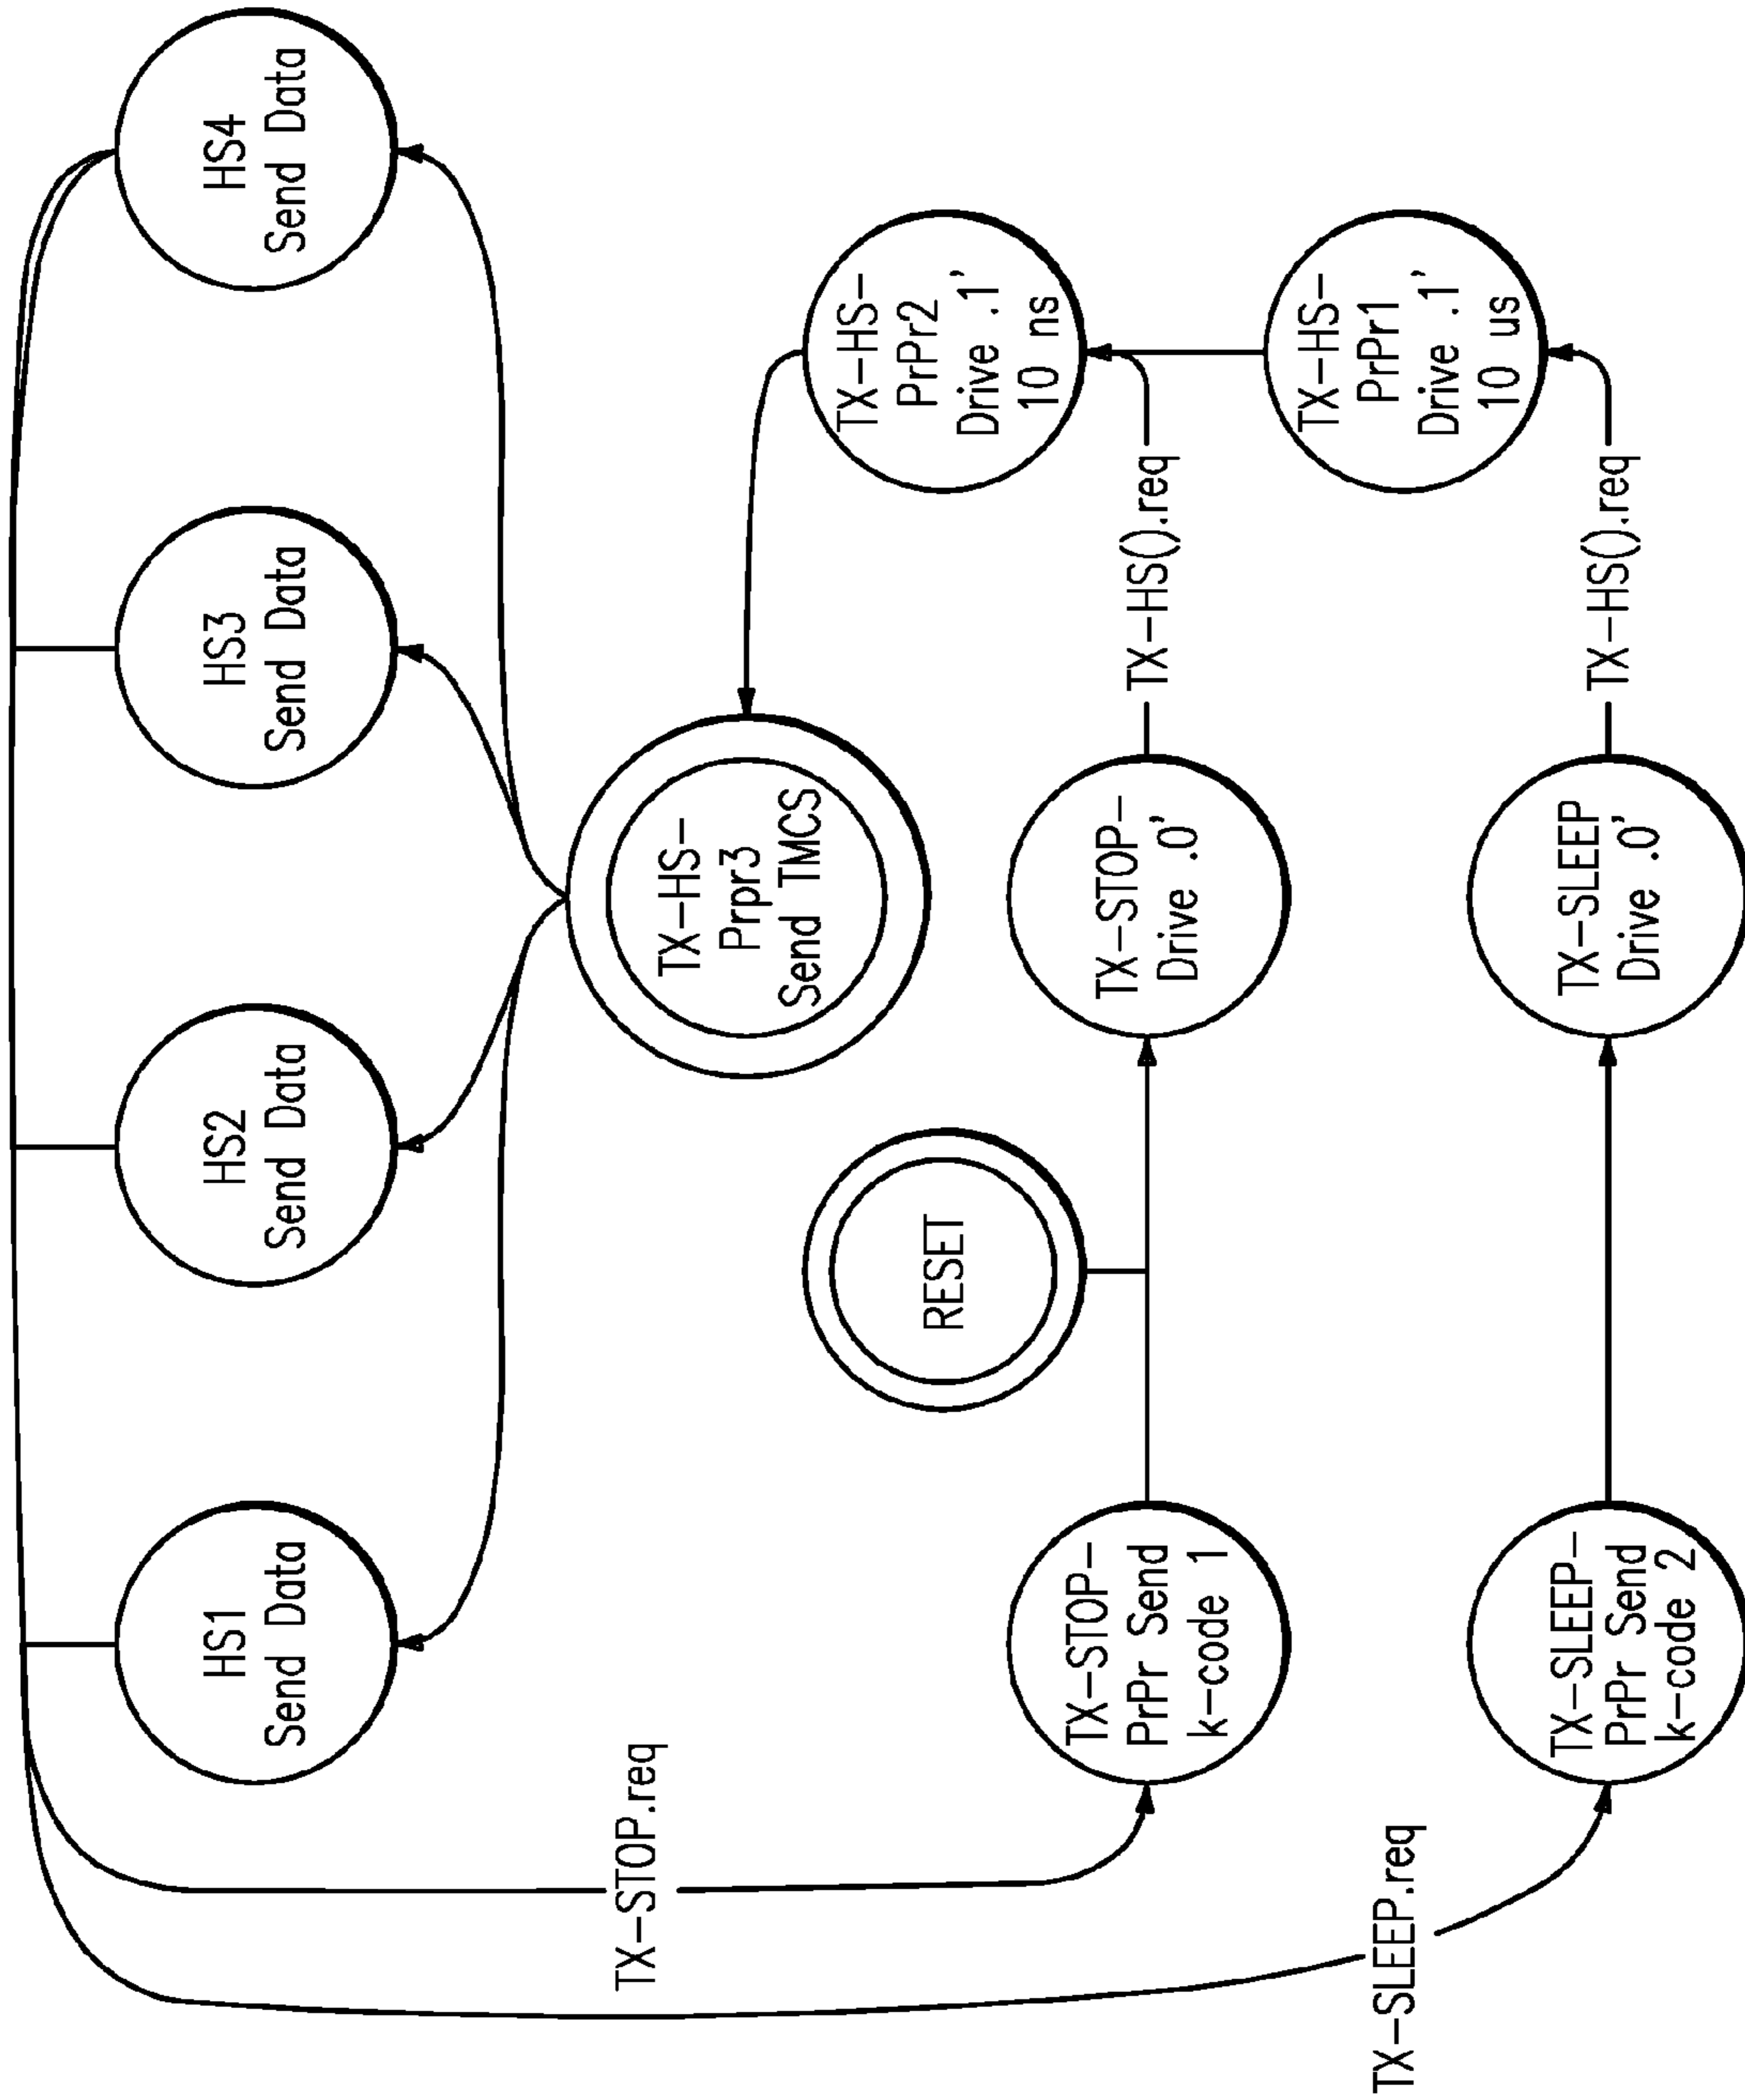 HS1
Send Data
HS2
Send Data
HS3
Send Data
HS4
Send Data
TX-STOP.req
TX-HS-
Prpr3
Send TMCS
RESET
TX-HS-
PrPr2
Drive .1'
10 ns
TX-STOP-
PrPr Send
k-code 1
TX-STOP-
Drive .0'
TX-HS().req
TX-HS-
PrPr1
Drive .1'
10 us
TX-SLEEP.req
TX-SLEEP-
PrPr Send
k-code 2
TX-SLEEP
Drive .0'
TX-HS().req